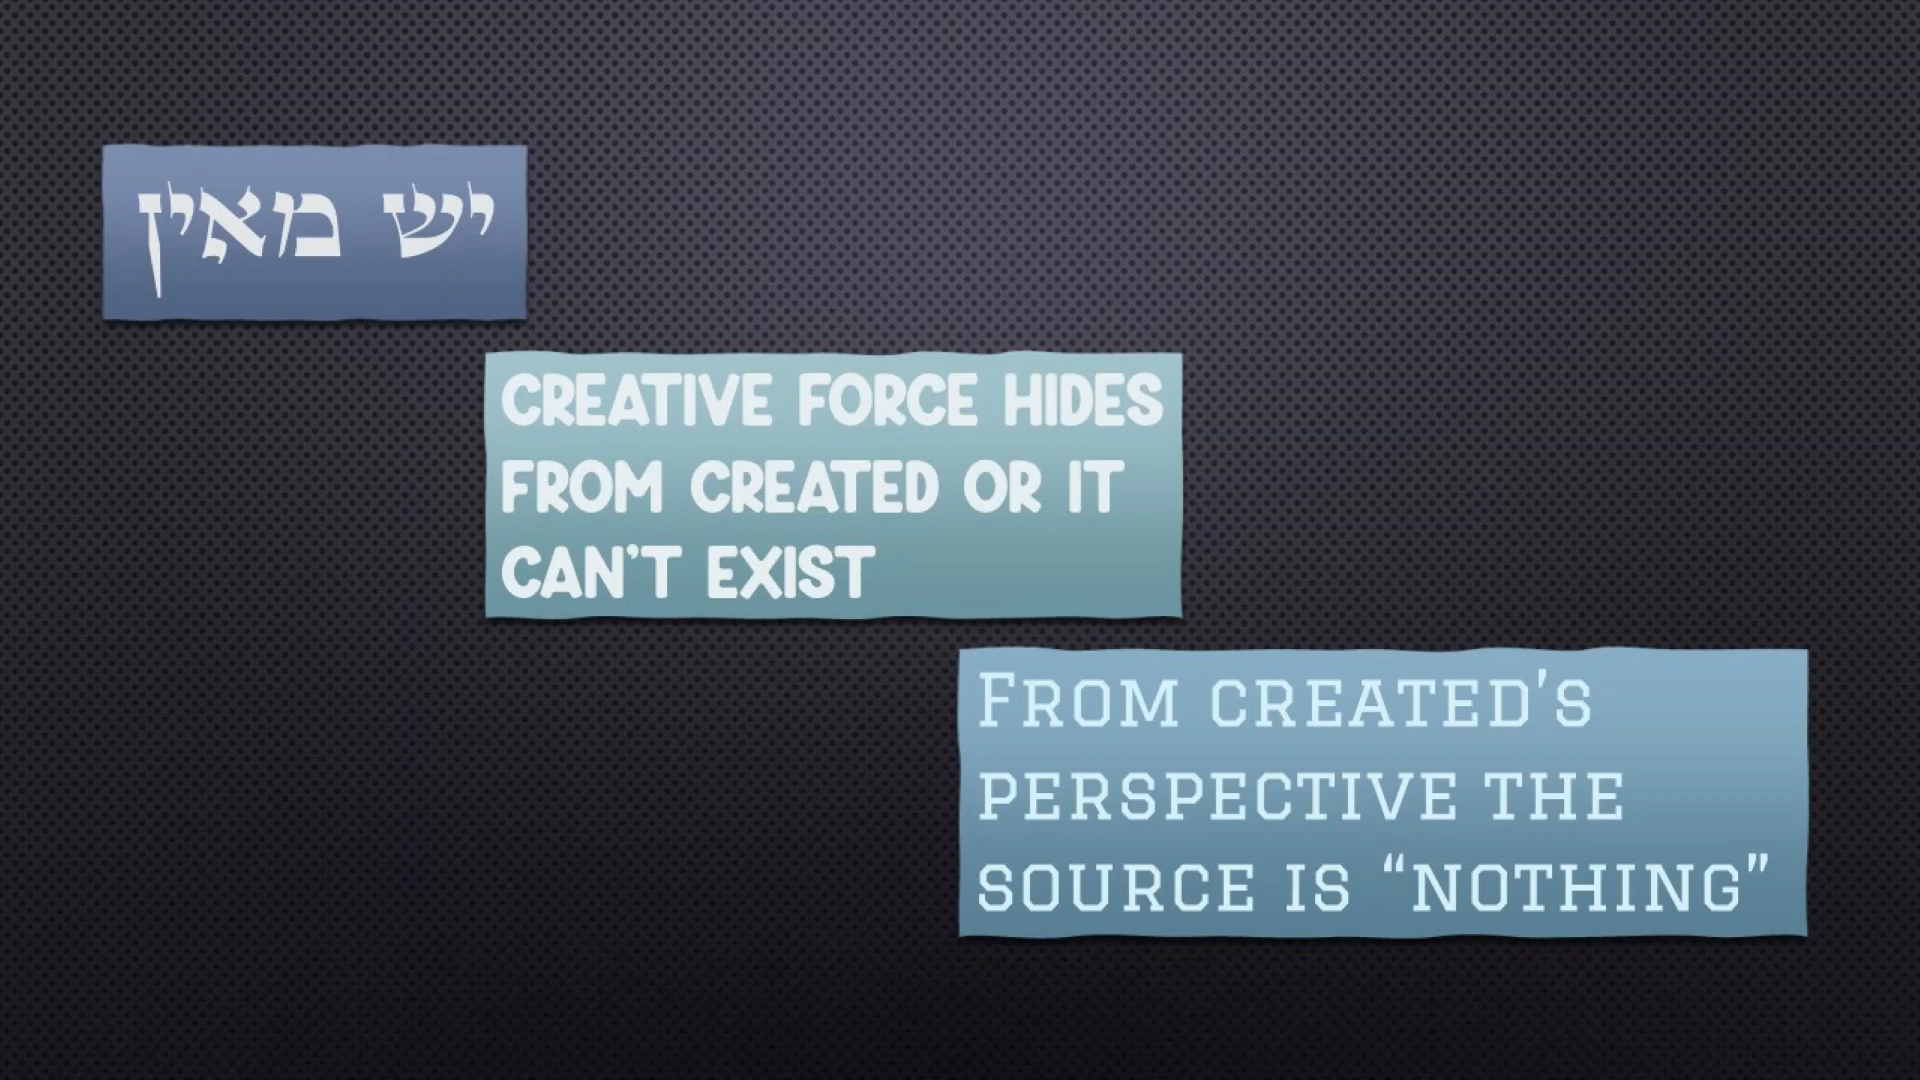 יש מאין
CREATIVE FORCE HIDES
FROM CREATED OR IT
CAN'T EXIST
FROM CREATED'S
PERSPECTIVE THE
SOURCE IS “NOTHING”